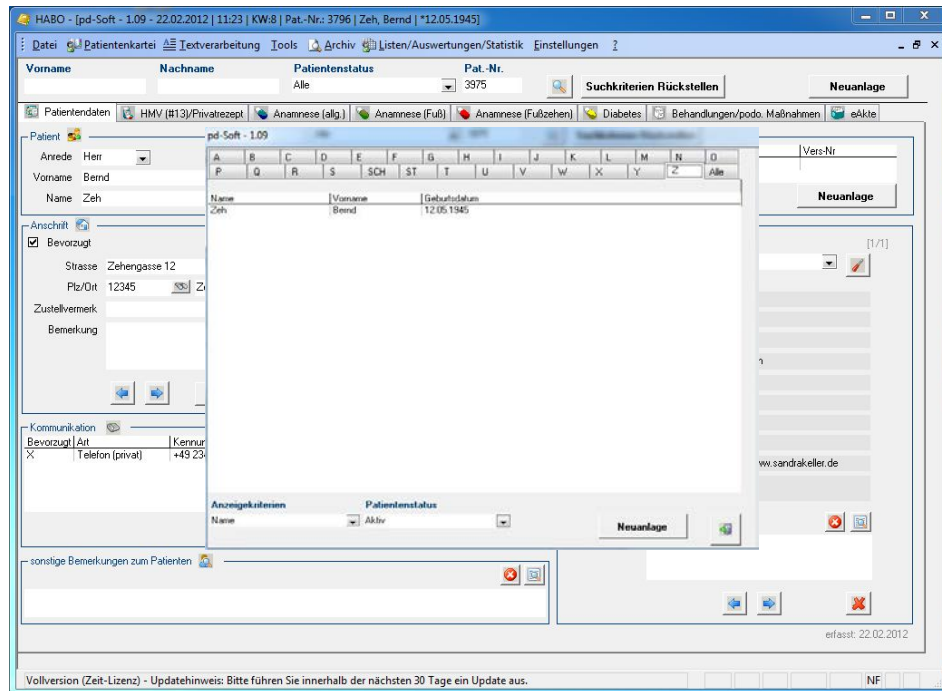 HABO - [pd-Soft - 1.09 - 22.02.2012 | 11:23 | KW:8 | Pat.-Nr.: 3796 | Zeh, Bernd | *12.05.1945]
Datei Patientenkartei Textverarbeitung Tools Archiv Listen/Auswertungen/Statistik Einstellungen ?
Vorname Nachname Patientenstatus Pat.-Nr.
Alle 3975 Suchkriterien Rückstellen Neuanlage
Patientendaten HMV (#13)/Privatrezept Anamnese (allg.) Anamnese (Fuß) Anamnese (Fußzehen) Diabetes Behandlungen/podo. Maßnahmen eAkte
Patient
Anrede Herr
Vorname Bernd
Name Zeh
Vers-Nr
Neuanlage
Anschrift
Bevorzugt
Strasse Zehengasse 12
Plz/Ort 12345
Zustellvermerk
Bemerkung
[1/1]
pd-Soft - 1.09
A B C D E F G H I J K L M N O
P Q R S SCH ST T U V W X Y Z Alle
Name Vorname Geburtsdatum
Zeh Bernd 12.05.1945
Anzeigekriterien Patientenstatus
Name Aktiv
Neuanlage
Kommunikation
Bevorzugt Art
X Telefon (privat) +49
ww.sandrakeller.de
sonstige Bemerkungen zum Patienten
erfasst: 22.02.2012
Vollversion (Zeit-Lizenz) - Updatehinweis: Bitte führen Sie innerhalb der nächsten 30 Tage ein Update aus. NF